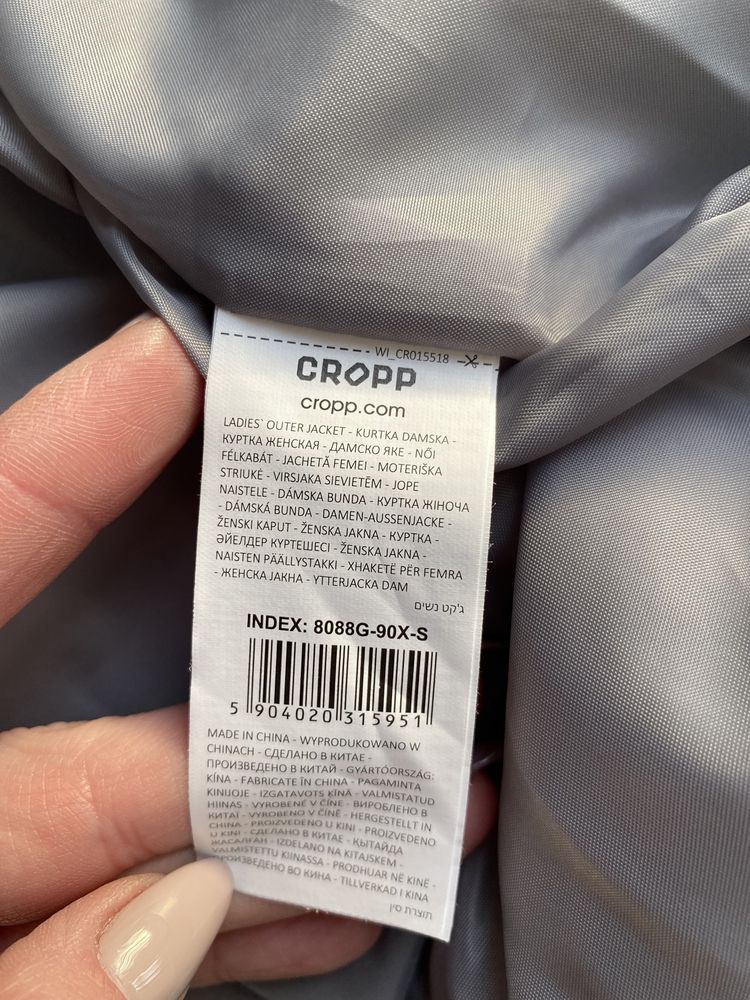 WI_CR015518
CROPP
cropp.com
LADIES` OUTER JACKET - KURTKA DAMSKA -
КУРТКА ЖЕНСКАЯ - ДАМСКО ЯКЕ - NŐI
FÉLKABÁT - JACHETĂ FEMEI - MOTERIŠKA
STRIUKĖ - VIRSJAKA SIEVIETĒM - JOPE
NAISTELE - DÁMSKA BUNDA - КУРТКА ЖІНОЧА
- DÁMSKÁ BUNDA - DAMEN-AUSSENJACKE -
ŽENSKI KAPUT - ŽENSKA JAKNA - КУРТКА -
ӘЙЕЛДЕР КУРТЕШЕСІ - ŽENSKA JAKNA -
NAISTEN PÄÄLLYSTAKKI - XHAKETË PËR FEMRA
- ЖЕНСКА ЈАКНА - YTTERJACKA DAM
ג'קט נשים
INDEX: 8088G-90X-S
5 904020 315951
MADE IN CHINA - WYPRODUKOWANO W
CHINACH - СДЕЛАНО В КИТАЕ -
ПРОИЗВЕДЕНО В КИТАЙ - GYÁRTÓORSZÁG:
KÍNA - FABRICATE ÎN CHINA - PAGAMINTA
KINIJOJE - IZGATAVOTS ĶĪNĀ - VALMISTATUD
HIINAS - VYROBENÉ V ČÍNE - ВИРОБЛЕНО В
КИТАЇ - VYROBENO V ČÍNĚ - HERGESTELLT IN
CHINA - PROIZVEDENO U KINI - PROIZVEDENO
U KINI - СДЕЛАНО В КИТАЕ - ҚЫТАЙДА
ЖАСАЛҒАН - IZDELANO NA KITAJSKEM -
VALMISTETTU KIINASSA - PRODHUAR NË KINË -
ПРОИЗВЕДЕНО ВО КИНА - TILLVERKAD I KINA
תוצרת סין